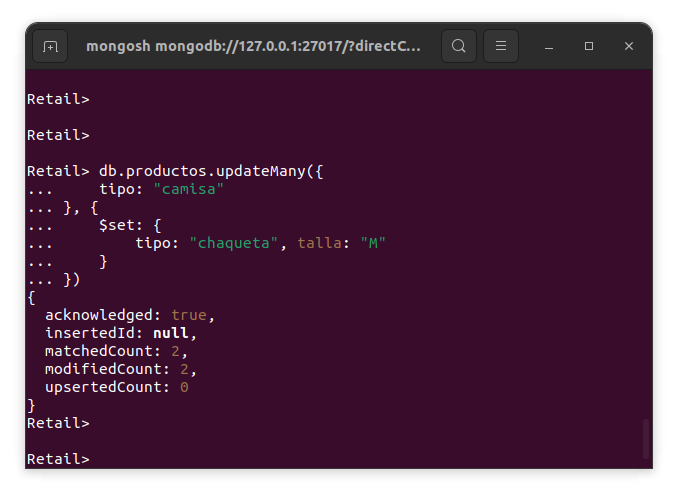 mongosh mongodb://127.0.0.1:27017/?directC...
Retail>
Retail>
Retail> db.productos.updateMany({
...     tipo: "camisa"
... }, {
...     $set: {
...         tipo: "chaqueta", talla: "M"
...     }
... })
{
  acknowledged: true,
  insertedId: null,
  matchedCount: 2,
  modifiedCount: 2,
  upsertedCount: 0
}
Retail>
Retail>